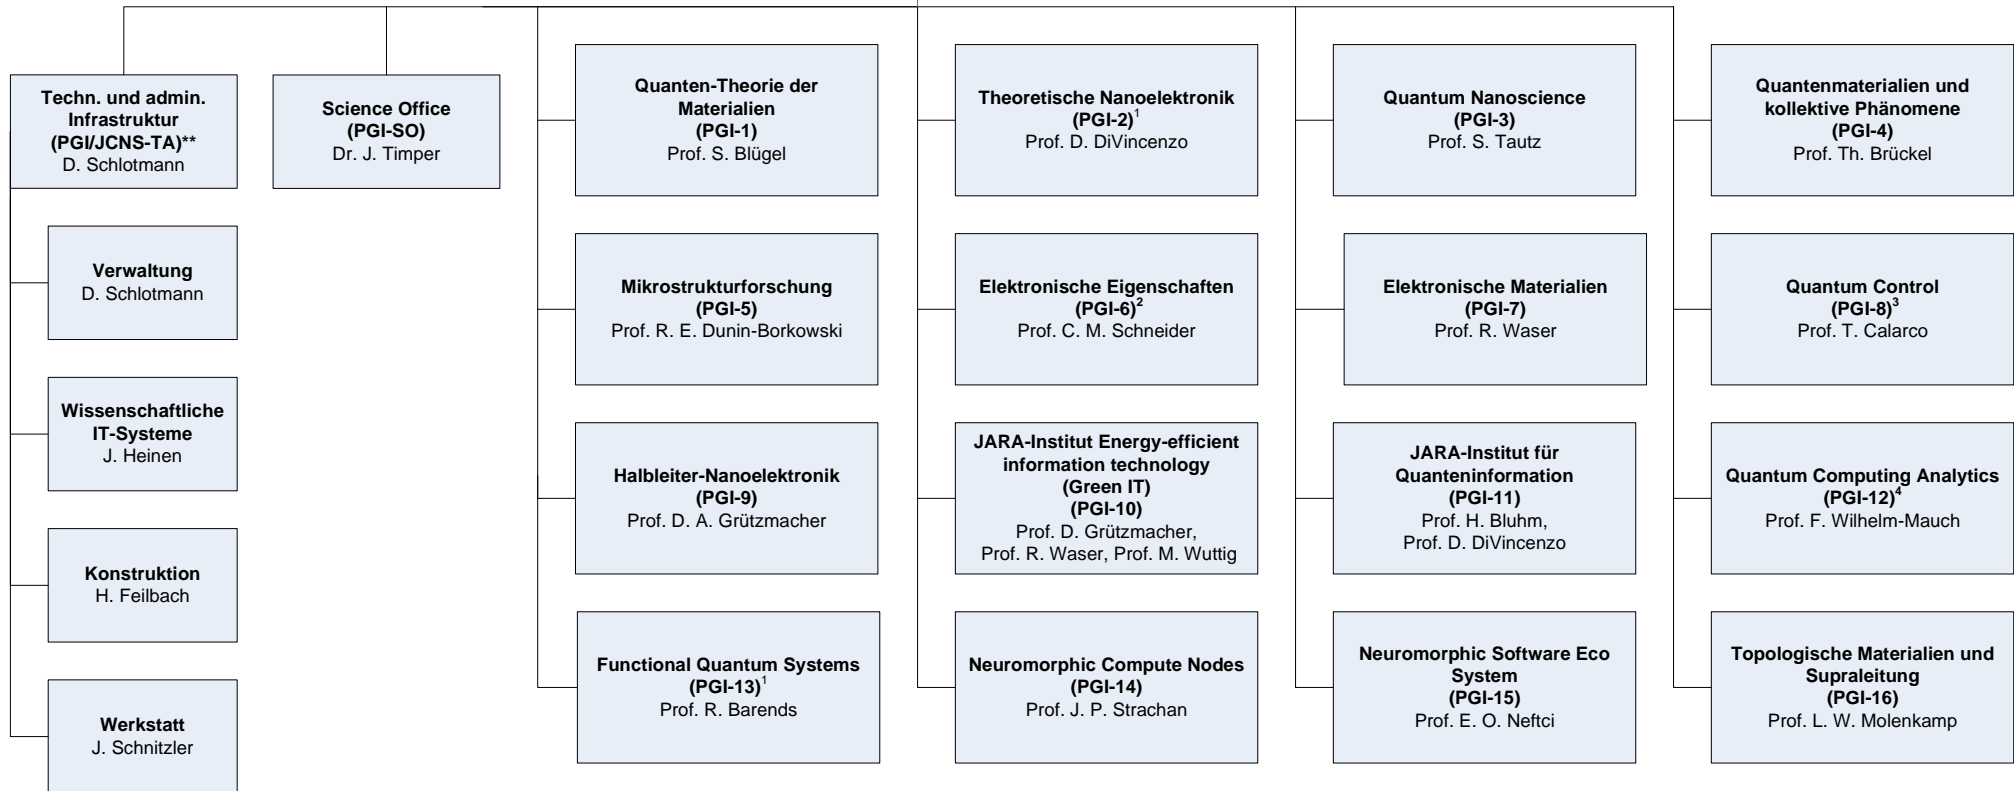 Techn. und admin.
Infrastruktur
(PGI/JCNS-TA)**
D. Schlotmann
Science Office
(PGI-SO)
Dr. J. Timper
Quanten-Theorie der
Materialien
(PGI-1)
Prof. S. Blügel
Theoretische Nanoelektronik
(PGI-2)¹
Prof. D. DiVincenzo
Quantum Nanoscience
(PGI-3)
Prof. S. Tautz
Quantenmaterialien und
kollektive Phänomene
(PGI-4)
Prof. Th. Brückel
Verwaltung
D. Schlotmann
Mikrostrukturforschung
(PGI-5)
Prof. R. E. Dunin-Borkowski
Elektronische Eigenschaften
(PGI-6)²
Prof. C. M. Schneider
Elektronische Materialien
(PGI-7)
Prof. R. Waser
Quantum Control
(PGI-8)³
Prof. T. Calarco
Wissenschaftliche
IT-Systeme
J. Heinen
Halbleiter-Nanoelektronik
(PGI-9)
Prof. D. A. Grützmacher
JARA-Institut Energy-efficient
information technology
(Green IT)
(PGI-10)
Prof. D. Grützmacher,
Prof. R. Waser, Prof. M. Wuttig
JARA-Institut für
Quanteninformation
(PGI-11)
Prof. H. Bluhm,
Prof. D. DiVincenzo
Quantum Computing Analytics
(PGI-12)⁴
Prof. F. Wilhelm-Mauch
Konstruktion
H. Feilbach
Functional Quantum Systems
(PGI-13)¹
Prof. R. Barends
Neuromorphic Compute Nodes
(PGI-14)
Prof. J. P. Strachan
Neuromorphic Software Eco
System
(PGI-15)
Prof. E. O. Neftci
Topologische Materialien und
Supraleitung
(PGI-16)
Prof. L. W. Molenkamp
Werkstatt
J. Schnitzler